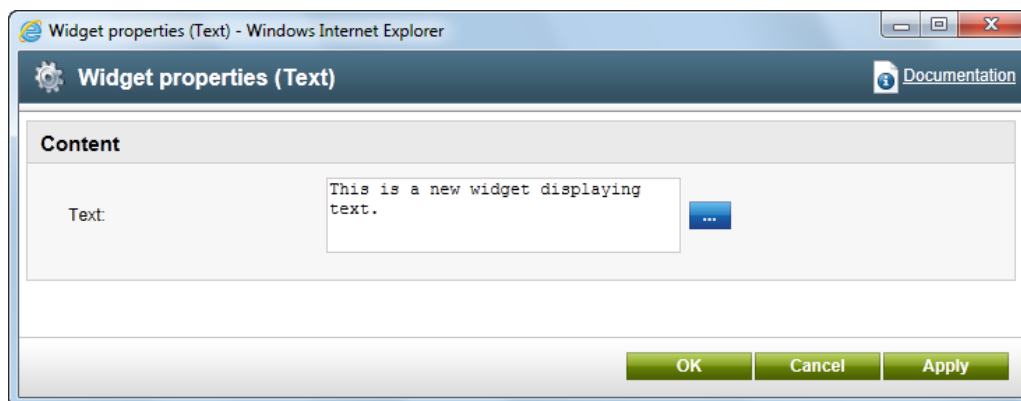 Widget properties (Text) - Windows Internet Explorer
Widget properties (Text)
Documentation
Content
Text:
This is a new widget displaying
text.
...
OK
Cancel
Apply